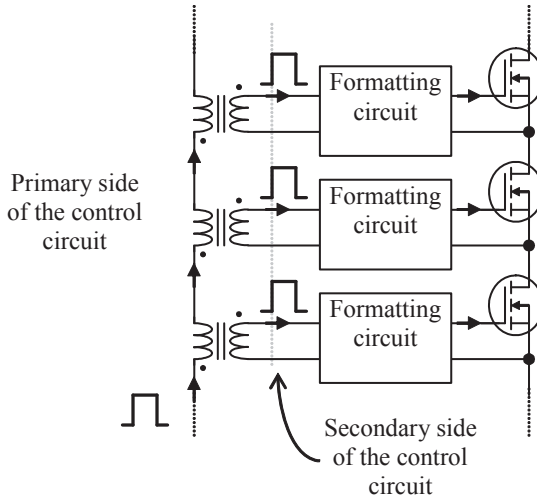 Formatting
circuit
Formatting
circuit
Formatting
circuit
Primary side
of the control
circuit
Secondary side
of the control
circuit